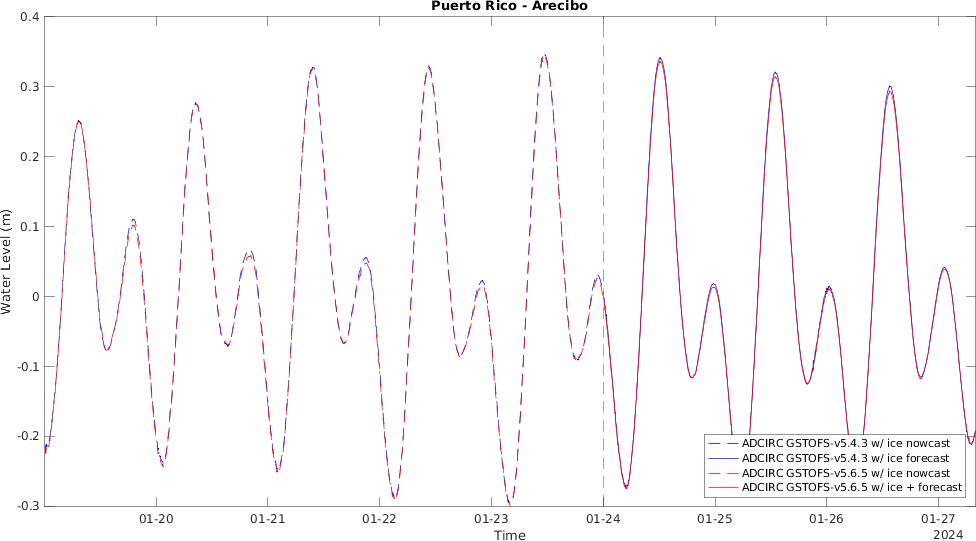 Puerto Rico - Arecibo
0.4
0.3
0.2
0.1
0
-0.1
-0.2
-0.3
Water Level (m)
ADCIRC GSTOFS-v5.4.3 w/ ice nowcast
ADCIRC GSTOFS-v5.4.3 w/ ice forecast
ADCIRC GSTOFS-v5.6.5 w/ ice nowcast
ADCIRC GSTOFS-v5.6.5 w/ ice + forecast
01-20 01-21 01-22 01-23 01-24 01-25 01-26 01-27
Time
2024